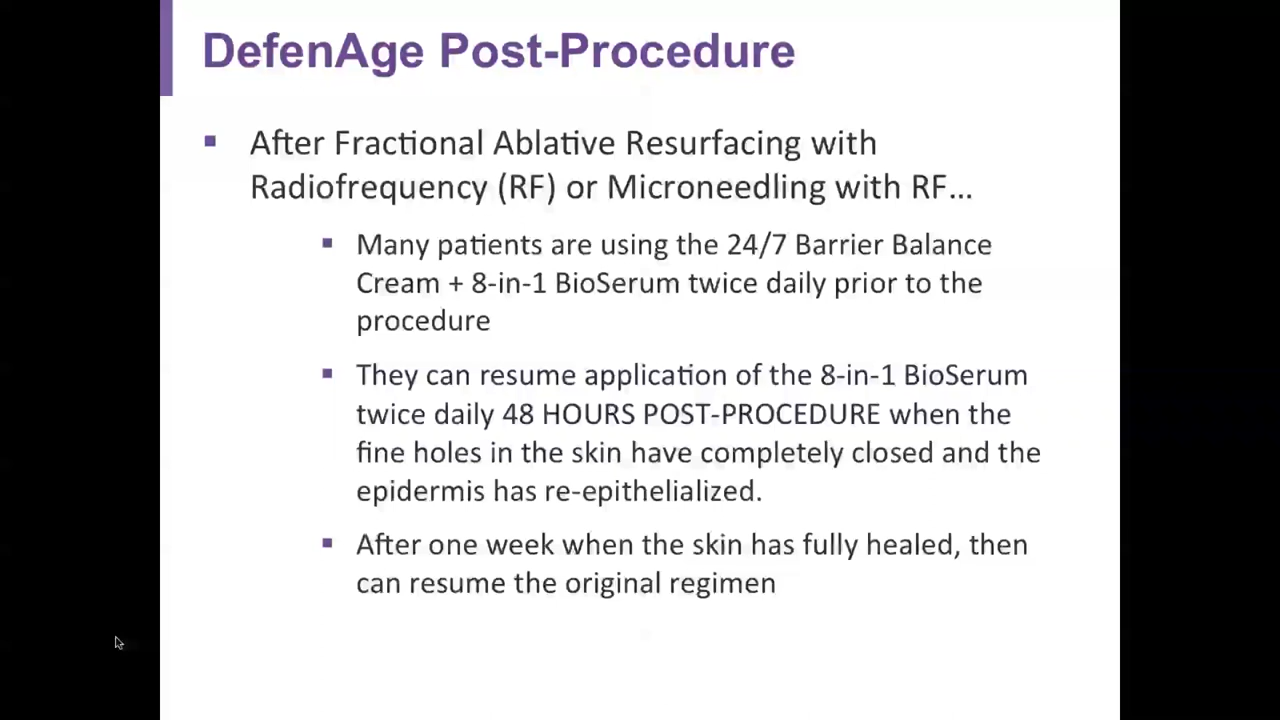 DefenAge Post-Procedure
▪ After Fractional Ablative Resurfacing with
Radiofrequency (RF) or Microneedling with RF…
▪ Many patients are using the 24/7 Barrier Balance
Cream + 8-in-1 BioSerum twice daily prior to the
procedure
▪ They can resume application of the 8-in-1 BioSerum
twice daily 48 HOURS POST-PROCEDURE when the
fine holes in the skin have completely closed and the
epidermis has re-epithelialized.
▪ After one week when the skin has fully healed, then
can resume the original regimen